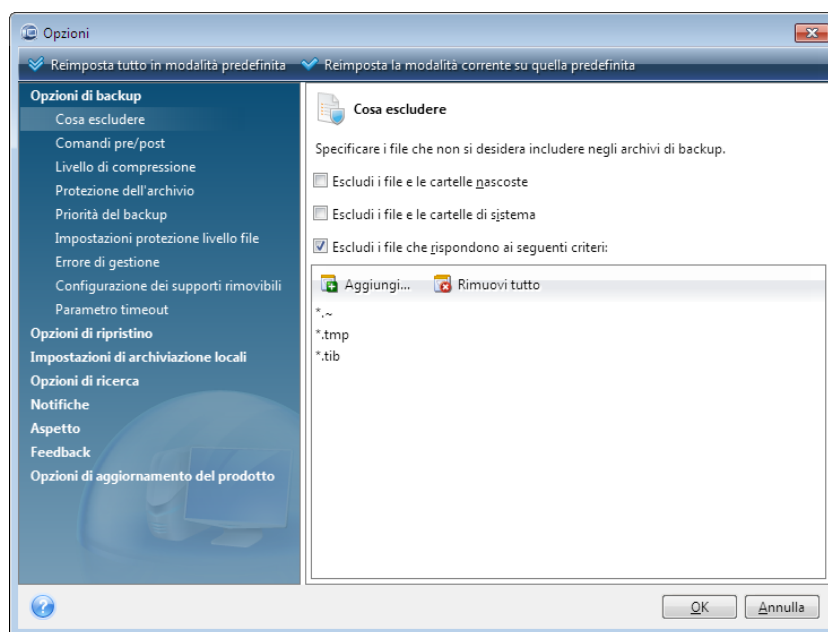 Opzioni
Reimposta tutto in modalità predefinita
Reimposta la modalità corrente su quella predefinita
Opzioni di backup
Cosa escludere
Comandi pre/post
Livello di compressione
Protezione dell'archivio
Priorità del backup
Impostazioni protezione livello file
Errore di gestione
Configurazione dei supporti rimovibili
Parametro timeout
Opzioni di ripristino
Impostazioni di archiviazione locali
Opzioni di ricerca
Notifiche
Aspetto
Feedback
Opzioni di aggiornamento del prodotto
Cosa escludere
Specificare i file che non si desidera includere negli archivi di backup.
Escludi i file e le cartelle nascoste
Escludi i file e le cartelle di sistema
Escludi i file che rispondono ai seguenti criteri:
Aggiungi...
Rimuovi tutto
*.~
*.tmp
*.tib
OK
Annulla